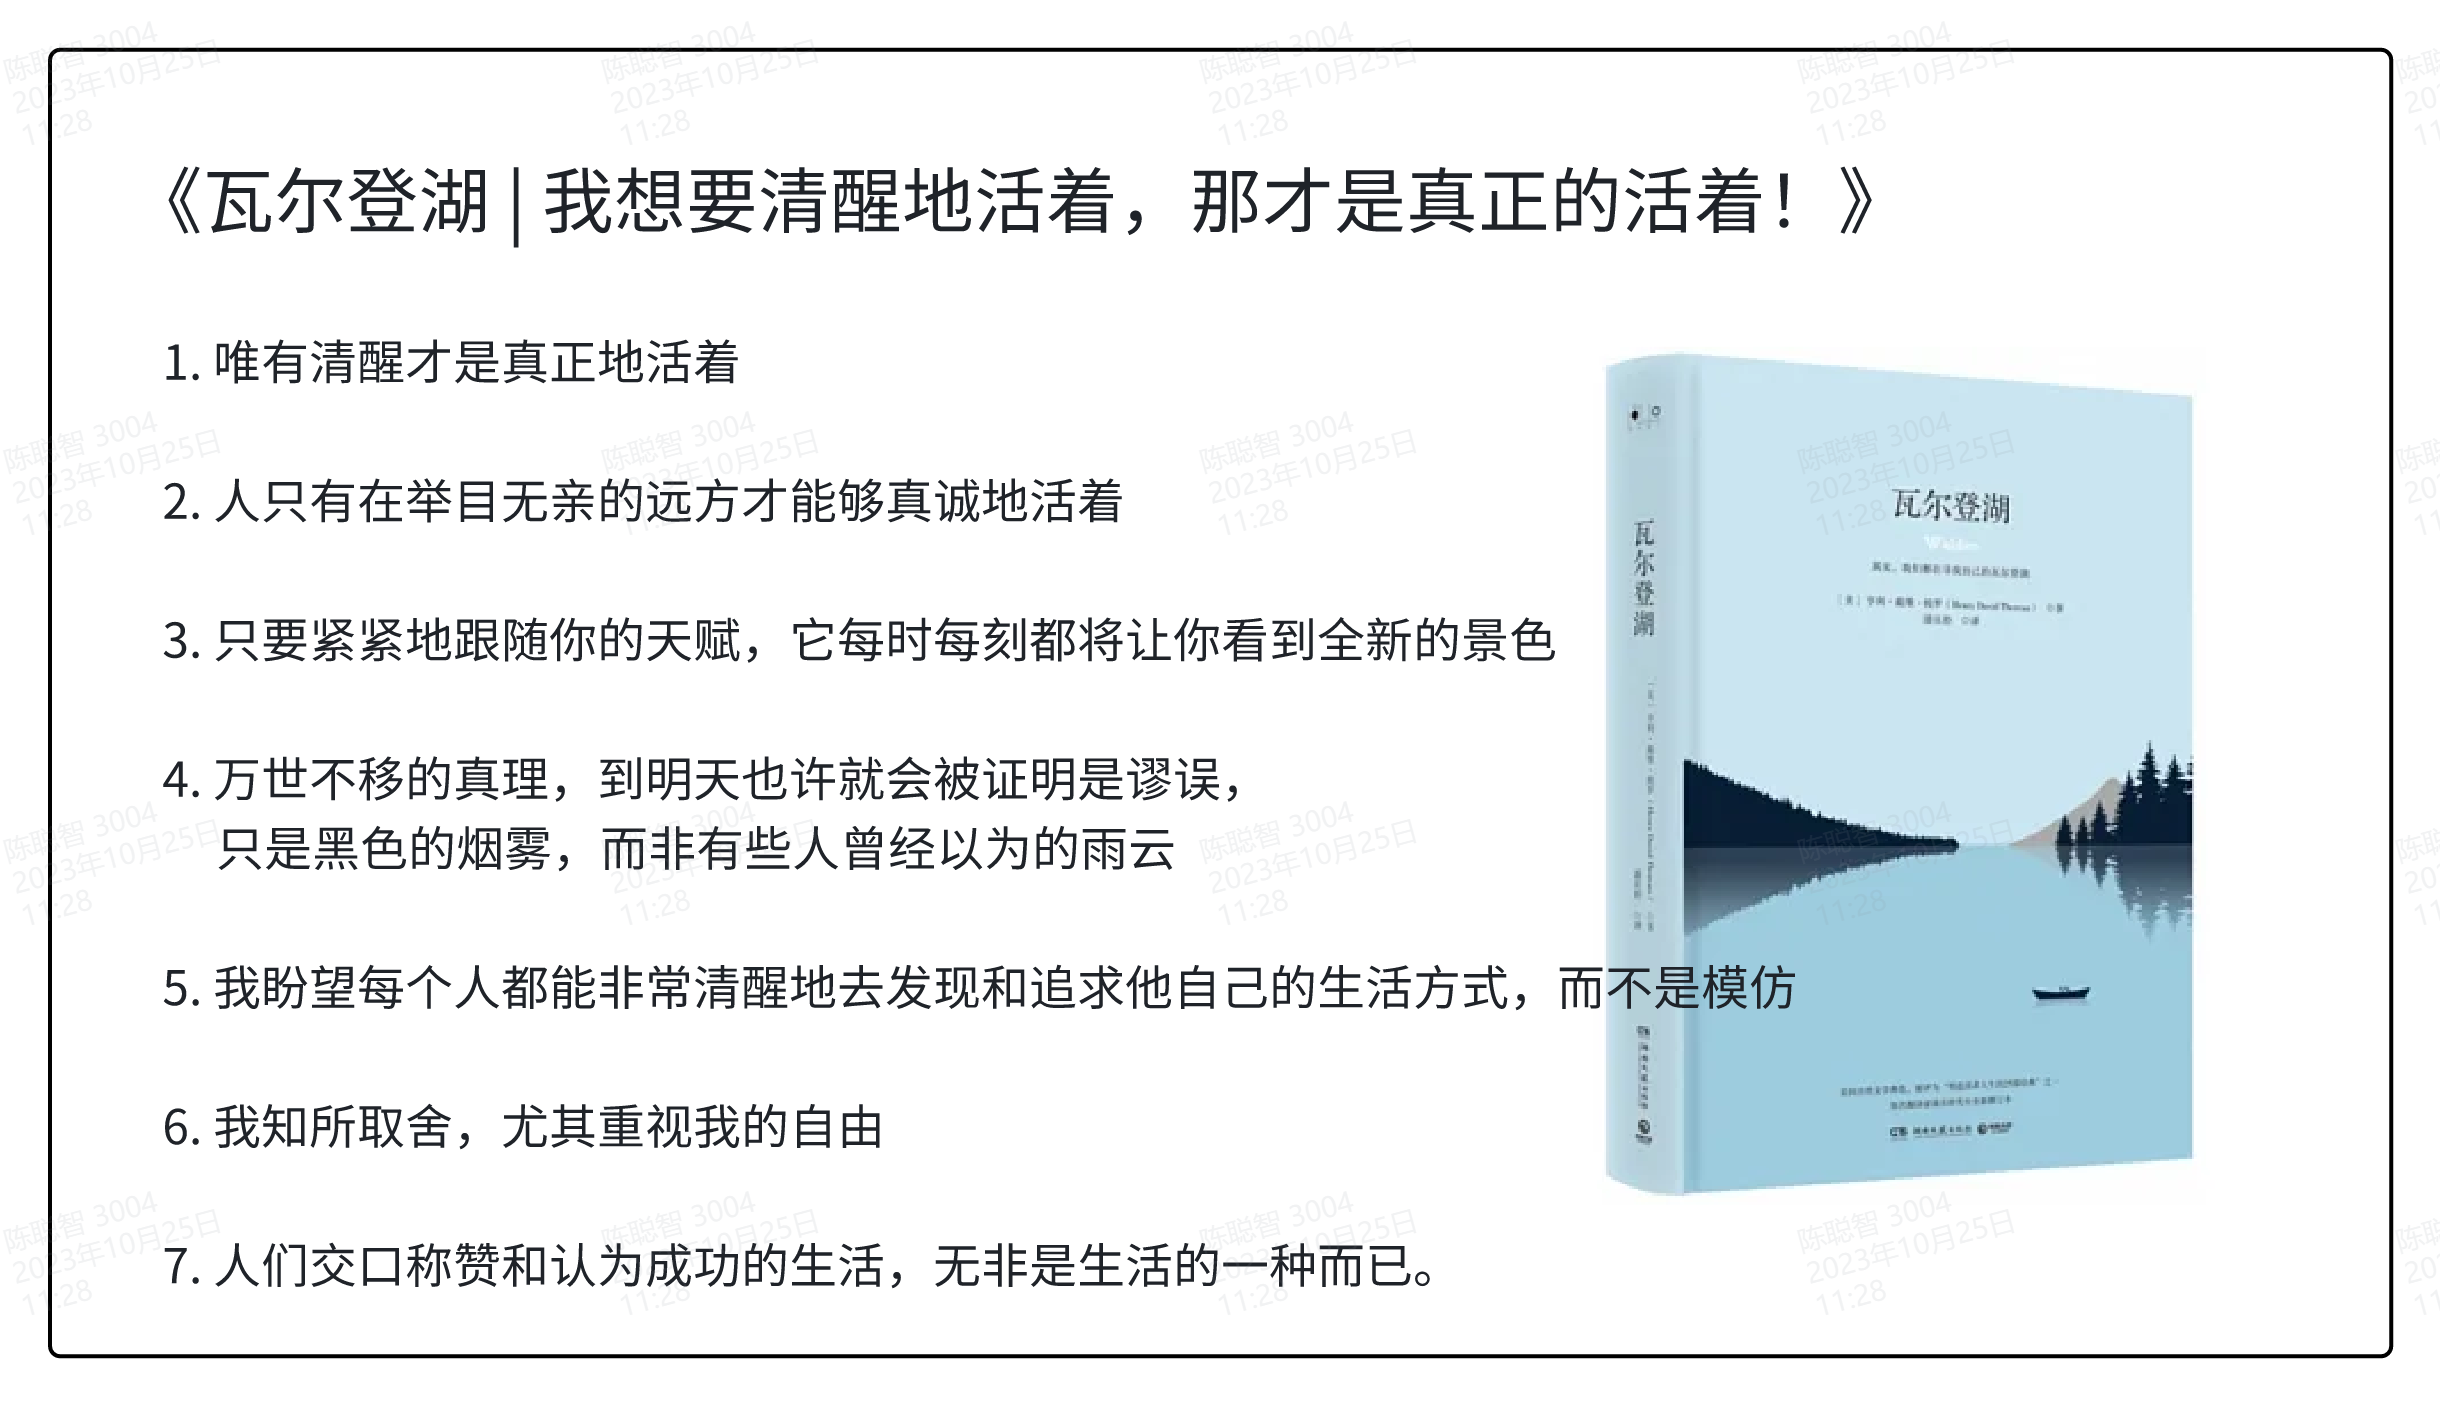 《瓦尔登湖 | 我想要清醒地活着，那才是真正的活着！》
1. 唯有清醒才是真正地活着
2. 人只有在举目无亲的远方才能够真诚地活着
3. 只要紧紧地跟随你的天赋，它每时每刻都将让你看到全新的景色
4. 万世不移的真理，到明天也许就会被证明是谬误，
只是黑色的烟雾，而非有些人曾经以为的雨云
5. 我盼望每个人都能非常清醒地去发现和追求他自己的生活方式，而不是模仿
6. 我知所取舍，尤其重视我的自由
7. 人们交口称赞和认为成功的生活，无非是生活的一种而已。
瓦尔登湖
瓦尔登湖
Walden
陈聪智 3004
2023年10月25日
11:28